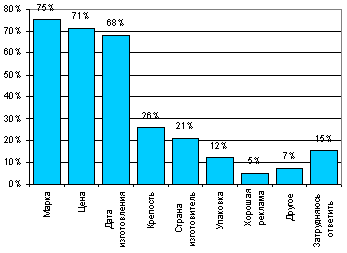 80%
70%
60%
50%
40%
30%
20%
10%
0%
75%
71%
68%
26%
21%
12%
5%
7%
15%
Марка
Цена
Дата
изготовления
Крепость
Страна
изготовитель
Упаковка
Хорошая
реклама
Другое
Затрудняюсь
ответить